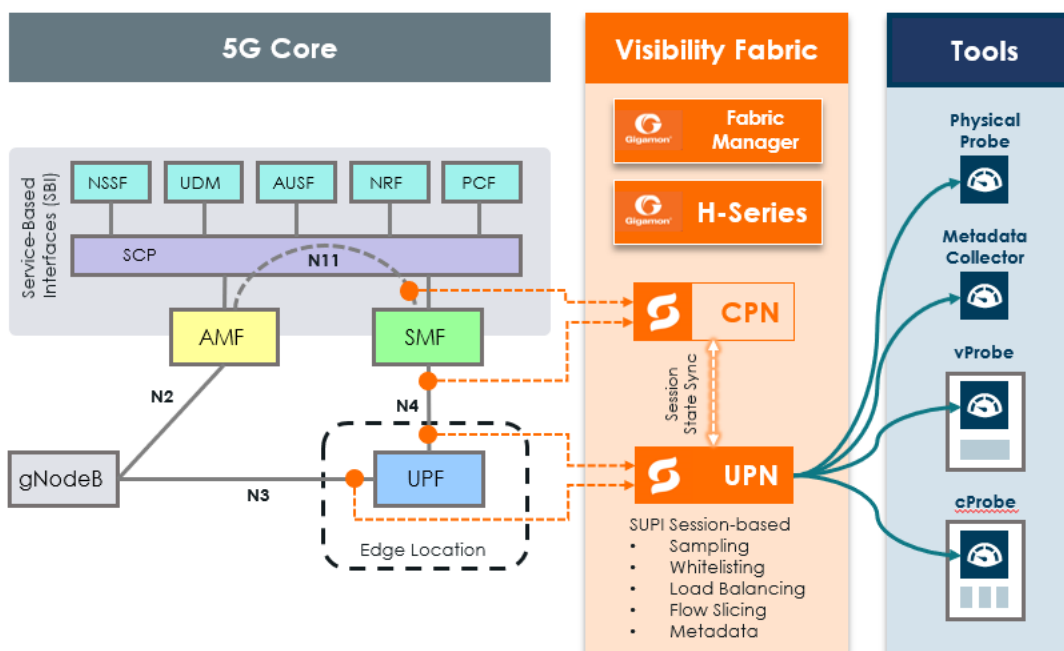 5G Core
Visibility Fabric
Tools
Gigamon®
Fabric
Manager
Gigamon®
H-Series
Physical
Probe
Metadata
Collector
vProbe
cProbe
Service-Based
Interfaces (SBI)
NSSF
UDM
AUSF
NRF
PCF
SCP
N11
AMF
SMF
N2
N4
gNodeB
N3
UPF
Edge Location
CPN
Session
State Sync
UPN
SUPI Session-based
• Sampling
• Whitelisting
• Load Balancing
• Flow Slicing
• Metadata